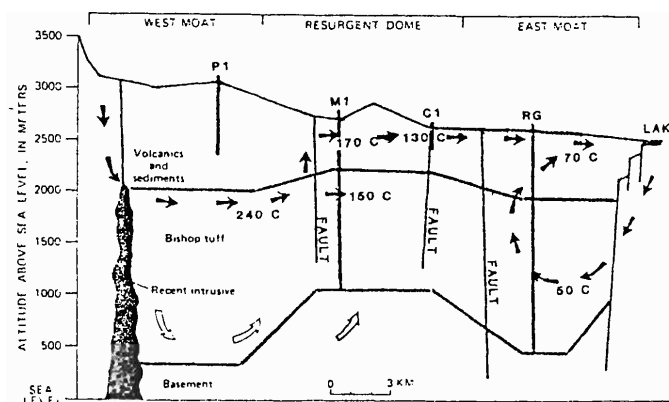 WEST MOAT RESURGENT DOME EAST MOAT
3500
3000
2500
2000
1500
1000
500
SEA
LEVEL
ALTITUDE ABOVE SEA LEVEL, IN METERS
P1
M1
C1
RG
LAK
170 C
130 C
70 C
Volcanics
and
sediments
240 C
150 C
Bishop tuff
FAULT
FAULT
FAULT
50 C
Recent intrusive
Basement
0 3 KM